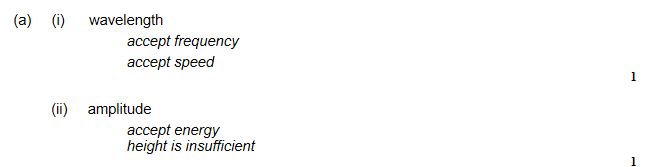 (a) (i) wavelength
accept frequency
accept speed
1
(ii) amplitude
accept energy
height is insufficient
1